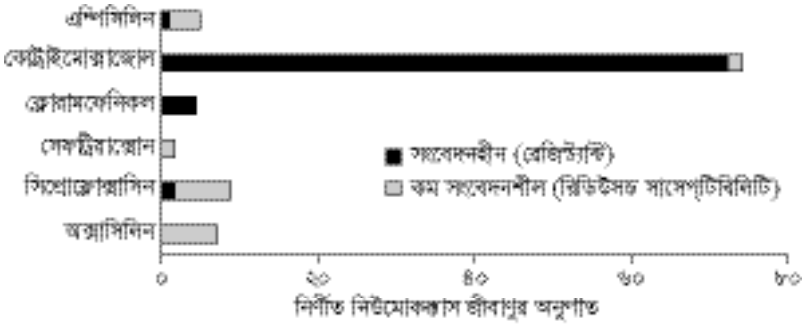 এম্পিসিলিন
কোট্রাইমোক্সাজোল
ক্লোরামফেনিকল
সেফট্রিয়াক্সোন
সংবেদনহীন (রেজিস্ট্যান্ট)
সিপ্রোফ্লোক্সাসিন
কম সংবেদনশীল (রিডিউসড সাসেপ্টিবিলিটি)
অক্সাসিলিন
০ ২০ ৪০ ৬০ ৮০
নির্ণীত নিউমোকক্কাস জীবাণুর অনুপাত